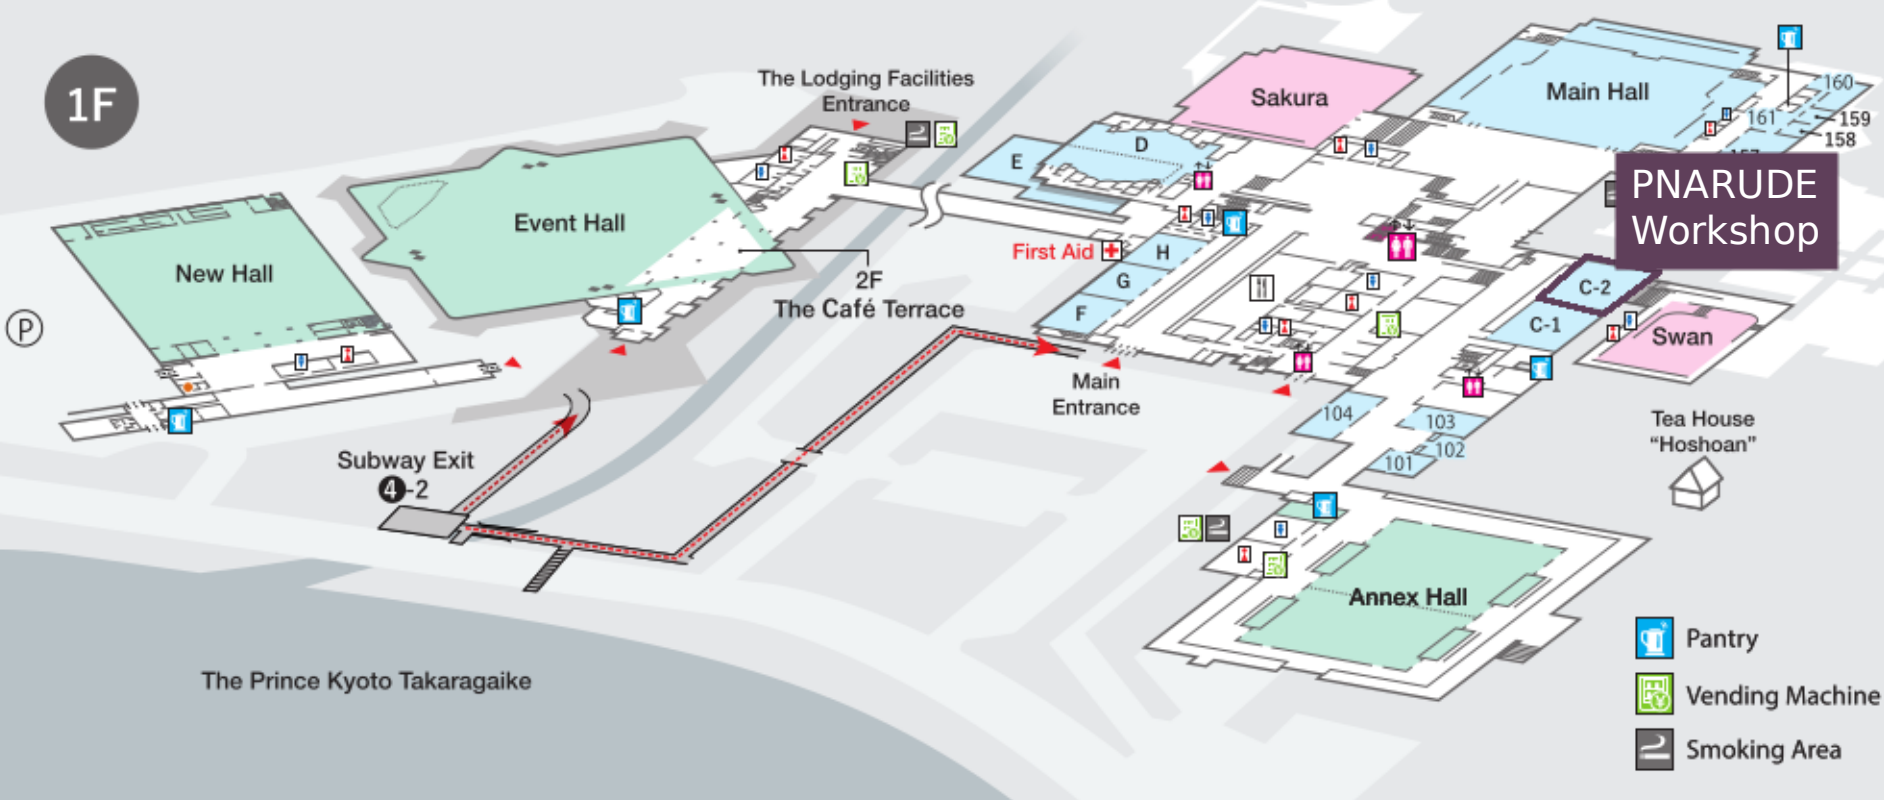 1F
The Lodging Facilities
Entrance
Sakura
Main Hall
160
161
159
158
E
D
PNARUDE
Workshop
Event Hall
New Hall
First Aid
H
G
F
2F
The Café Terrace
C-2
C-1
Swan
P
Main
Entrance
104
103
102
101
Tea House
“Hoshoan”
Subway Exit
4-2
Annex Hall
The Prince Kyoto Takaragaike
Pantry
Vending Machine
Smoking Area